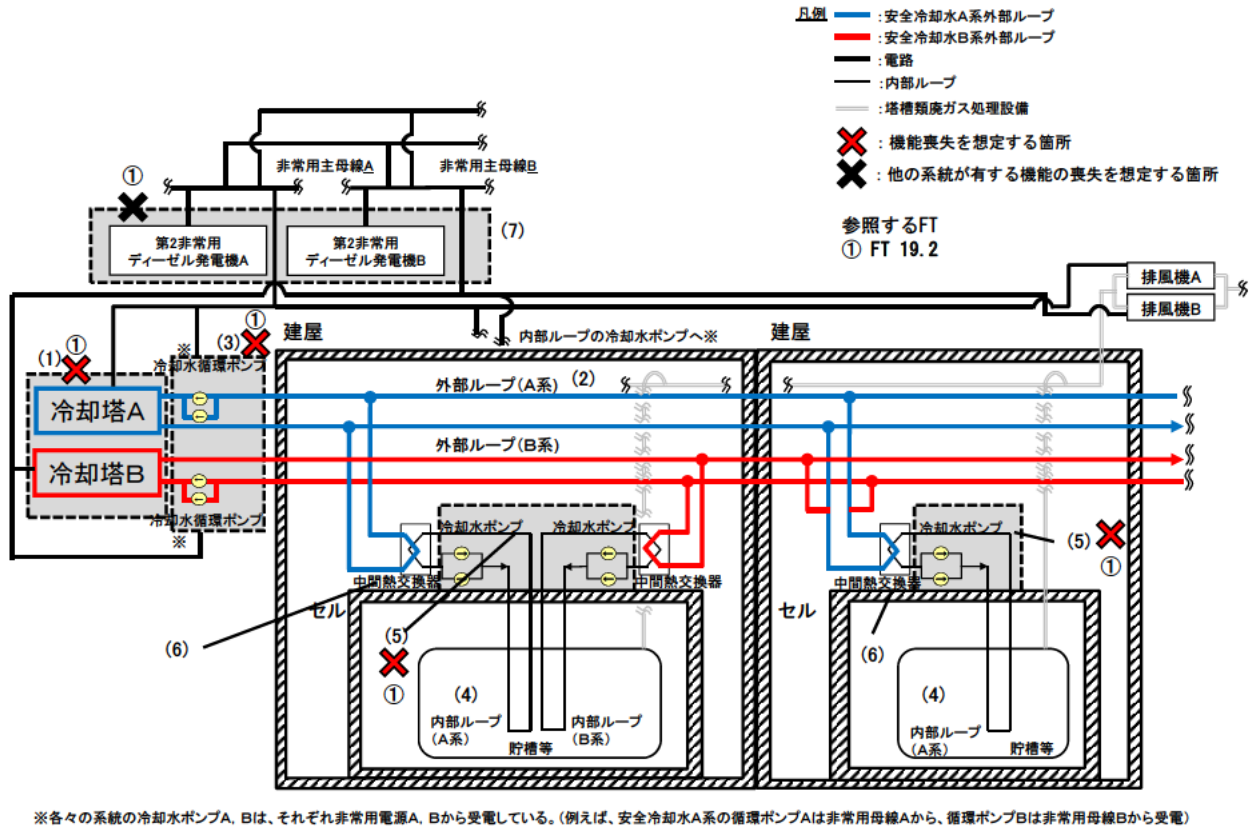 凡例
:安全冷却水A系外部ループ
:安全冷却水B系外部ループ
:電路
:内部ループ
:塔槽類廃ガス処理設備
:機能喪失を想定する箇所
:他の系統が有する機能の喪失を想定する箇所
参照するFT
① FT 19.2
非常用主母線A
非常用主母線B
①
第2非常用
ディーゼル発電機A
第2非常用
ディーゼル発電機B
(7)
排風機A
排風機B
内部ループの冷却水ポンプへ※
建屋
建屋
(1)
①
(3)
①
※
冷却水循環ポンプ
冷却塔A
冷却塔B
冷却水循環ポンプ
※
外部ループ(A系)
(2)
外部ループ(B系)
冷却水ポンプ
冷却水ポンプ
中間熱交換器
中間熱交換器
セル
(6)
(5)
①
(4)
内部ループ
(A系)
内部ループ
(B系)
貯槽等
冷却水ポンプ
(5)
①
中間熱交換器
セル
(6)
(4)
内部ループ
(A系)
貯槽等
※各々の系統の冷却水ポンプA, Bは、それぞれ非常用電源A, Bから受電している。(例えば、安全冷却水A系の循環ポンプAは非常用母線Aから、循環ポンプBは非常用母線Bから受電)